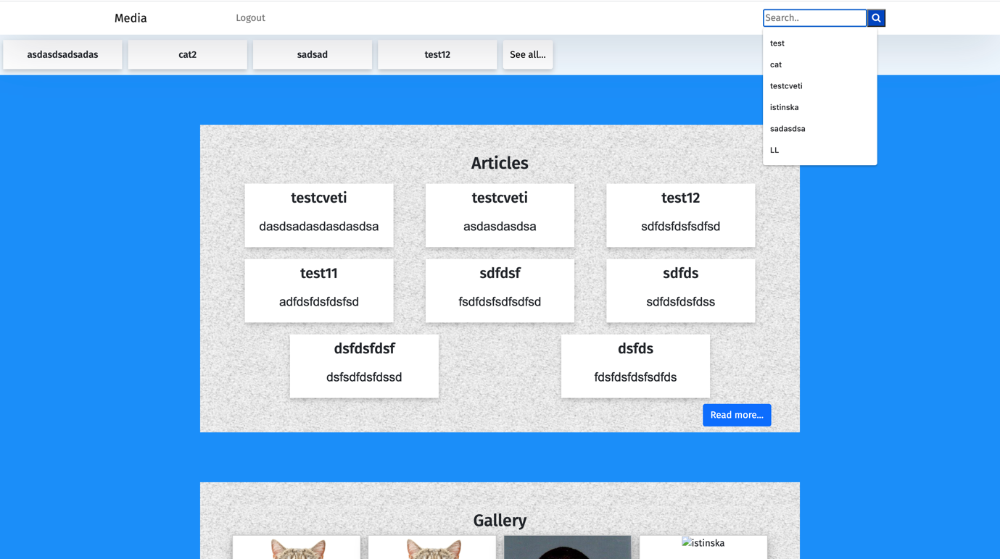 Media Logout Search..
asdasdsadsadas cat2 sadsad test12 See all...
test
cat
testcveti
istinska
sadasdsa
LL
Articles
testcveti testcveti test12
dasdsadasdasdasdsa asdasdasdsa sdfdsfdsfsdfsd
test11 sdfdsf sdfds
adfdsfdsfdsfsd fsdfdsfsdfsdfsd sdfdsfdsfdss
dsfdsfdsf dsfds
dsfsdfdsfdssd fdsfdsfdsfsdfds
Read more...
Gallery
istinska